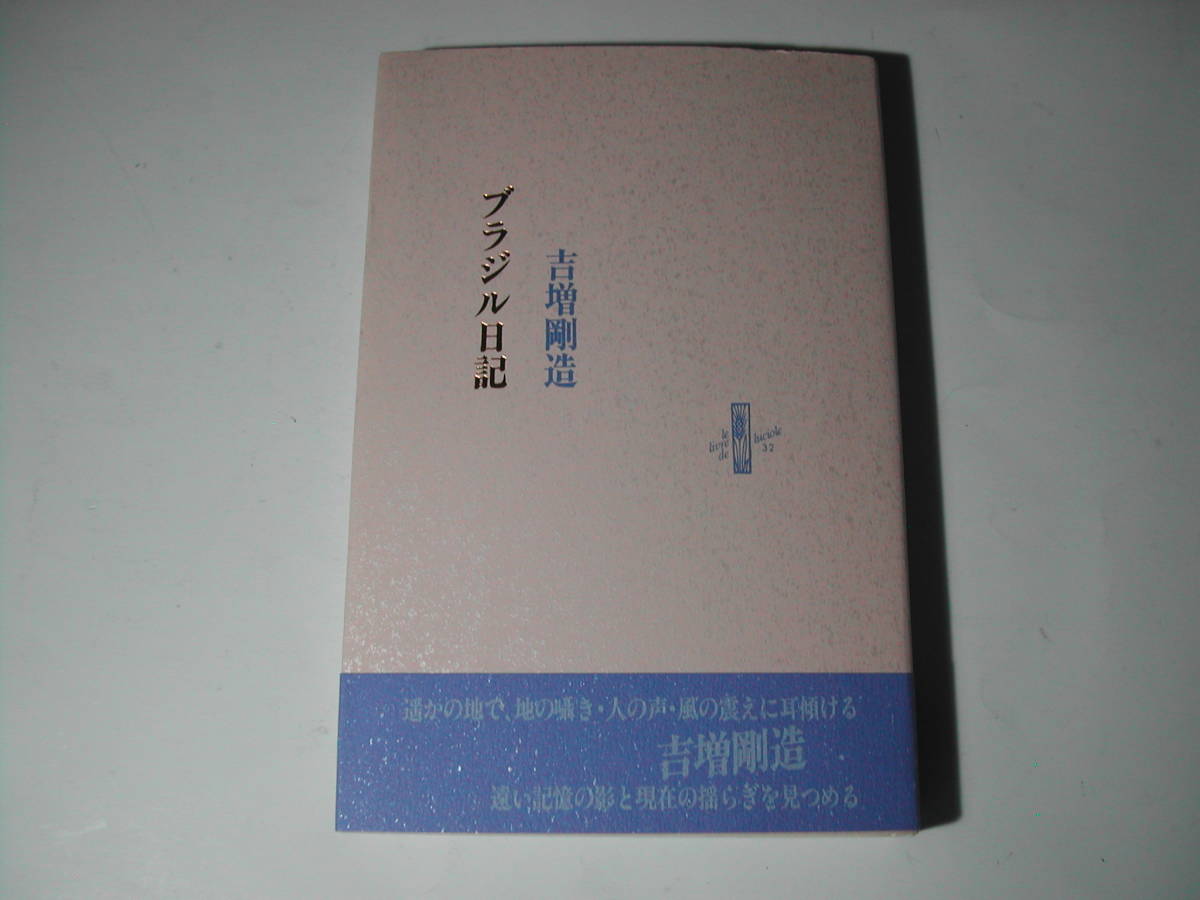 ブラジル日記
吉増剛造
le
livre
de
luciole
32
遥かの地で、地の囁き・人の声・風の震えに耳傾ける
吉増剛造
遠い記憶の影と現在の揺らぎを見つめる